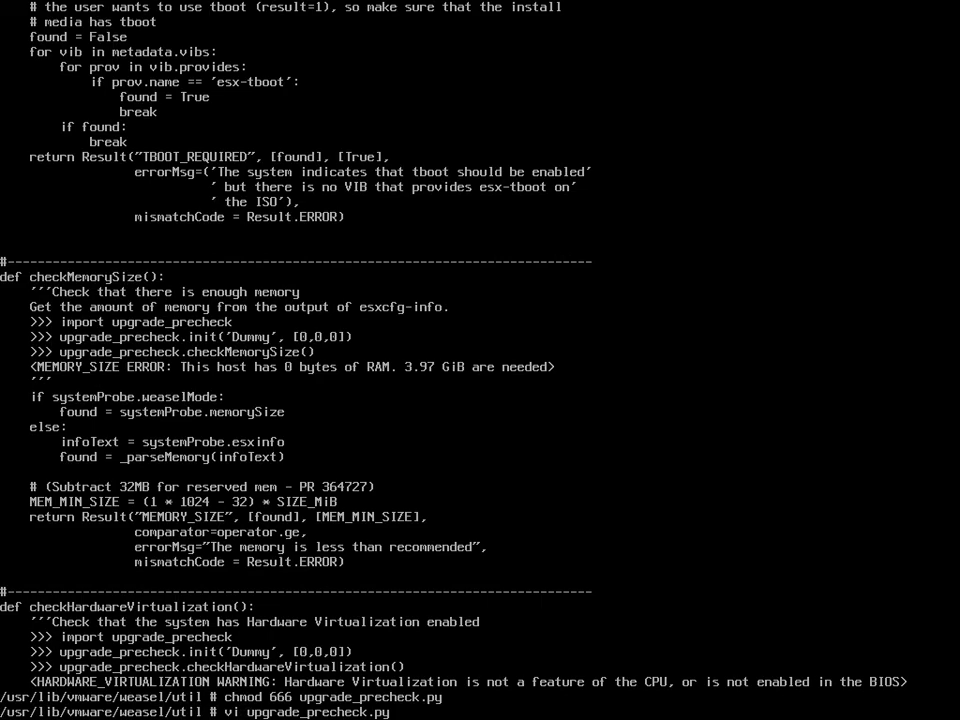 # the user wants to use tboot (result=1), so make sure that the install
# media has tboot
found = False
for vib in metadata.vibs:
for prov in vib.provides:
if prov.name == 'esx-tboot':
found = True
break
if found:
break
return Result("TBOOT_REQUIRED", [found], [True],
errorMsg=('The system indicates that tboot should be enabled'
' but there is no VIB that provides esx-tboot on'
' the ISO'),
mismatchCode = Result.ERROR)
#------------------------------------------------------------------------------
def checkMemorySize():
'''Check that there is enough memory
Get the amount of memory from the output of esxcfg-info.
>>> import upgrade_precheck
>>> upgrade_precheck.init('Dummy', [0,0,0])
>>> upgrade_precheck.checkMemorySize()
<MEMORY_SIZE ERROR: This host has 0 bytes of RAM. 3.97 GiB are needed>
'''
if systemProbe.weaselMode:
found = systemProbe.memorySize
else:
infoText = systemProbe.esxinfo
found = _parseMemory(infoText)
# (Subtract 32MB for reserved mem - PR 364727)
MEM_MIN_SIZE = (1 * 1024 - 32) * SIZE_MiB
return Result("MEMORY_SIZE", [found], [MEM_MIN_SIZE],
comparator=operator.ge,
errorMsg="The memory is less than recommended",
mismatchCode = Result.ERROR)
#------------------------------------------------------------------------------
def checkHardwareVirtualization():
'''Check that the system has Hardware Virtualization enabled
>>> import upgrade_precheck
>>> upgrade_precheck.init('Dummy', [0,0,0])
>>> upgrade_precheck.checkHardwareVirtualization()
<HARDWARE_VIRTUALIZATION WARNING: Hardware Virtualization is not a feature of the CPU, or is not enabled in the BIOS>
/usr/lib/vmware/weasel/util # chmod 666 upgrade_precheck.py
/usr/lib/vmware/weasel/util # vi upgrade_precheck.py